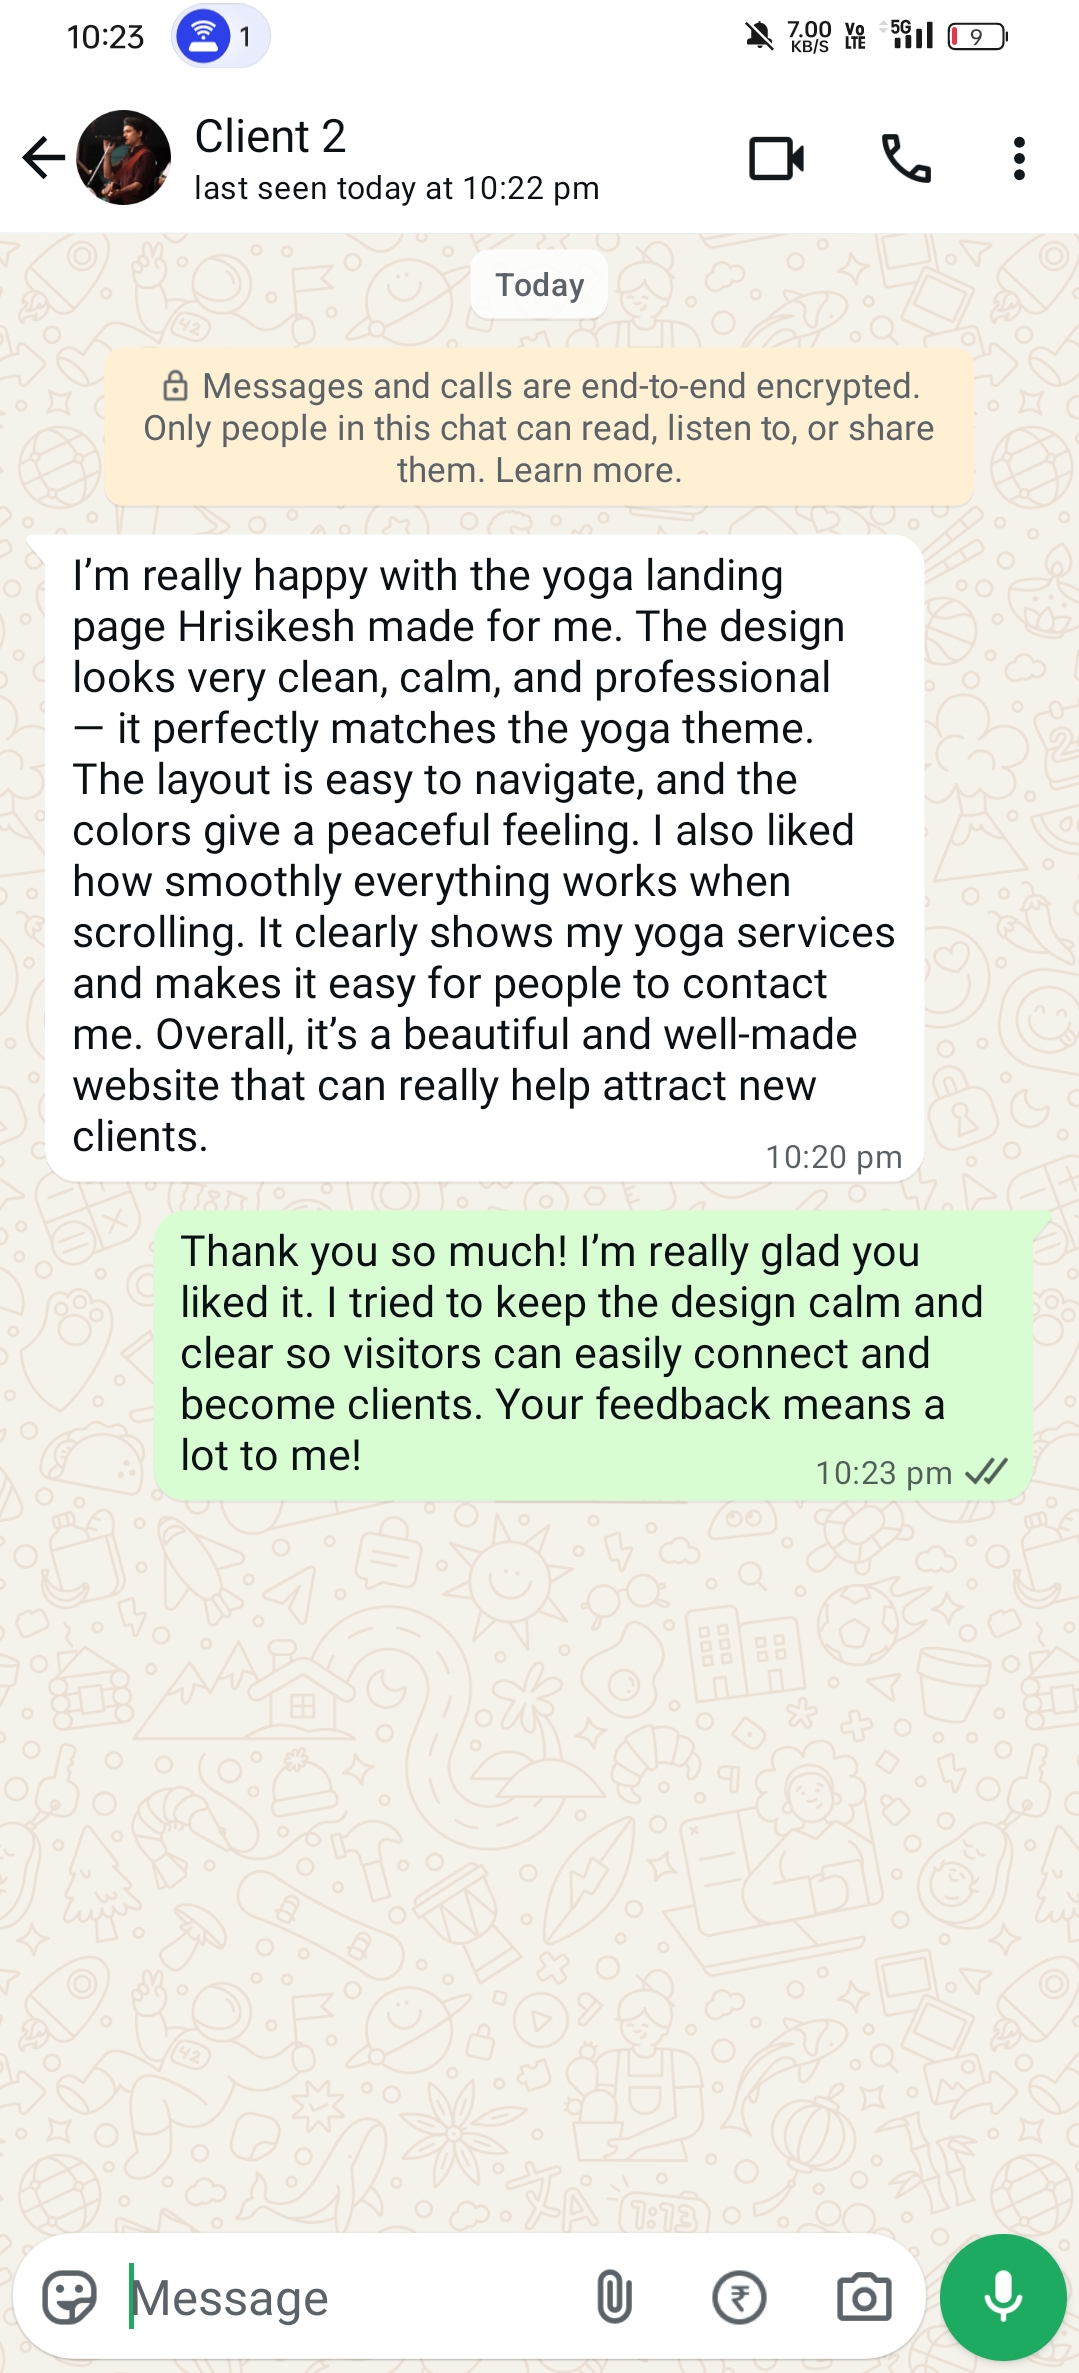 10:23
1
7.00
KB/S
Vo
LTE
5G
9
Client 2
last seen today at 10:22 pm
Today
Messages and calls are end-to-end encrypted.
Only people in this chat can read, listen to, or share
them. Learn more.
I’m really happy with the yoga landing
page Hrisikesh made for me. The design
looks very clean, calm, and professional
— it perfectly matches the yoga theme.
The layout is easy to navigate, and the
colors give a peaceful feeling. I also liked
how smoothly everything works when
scrolling. It clearly shows my yoga services
and makes it easy for people to contact
me. Overall, it’s a beautiful and well-made
website that can really help attract new
clients.
10:20 pm
Thank you so much! I’m really glad you
liked it. I tried to keep the design calm and
clear so visitors can easily connect and
become clients. Your feedback means a
lot to me!
10:23 pm
Message
₹